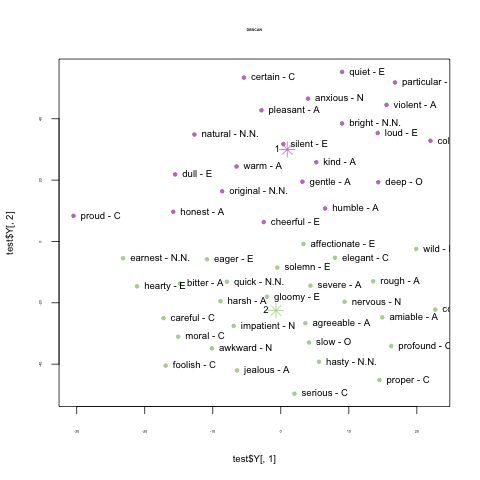 DBSCAN
quiet - E
certain - C
particular -
anxious - N
violent - A
pleasant - A
bright - N.N.
natural - N.N.
loud - E
col
silent - E
1
kind - A
warm - A
dull - E
gentle - A
deep - O
original - N.N.
humble - A
proud - C
honest - A
cheerful - E
affectionate - E
wild -
earnest - N.N.
eager - E
elegant - C
solemn - E
hearty - E
bitter - A
quick - N.N.
severe - A
rough - A
harsh - A
gloomy - E
nervous - N
2
co
careful - C
amiable - A
impatient - N
agreeable - A
moral - C
slow - O
profound - C
awkward - N
foolish - C
hasty - N.N.
jealous - A
proper - C
serious - C
test$Y[, 2]
test$Y[, 1]